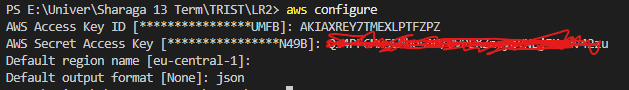 PS E:\Univer\Sharaga 13 Term\TRIST\LR2> aws configure
AWS Access Key ID [****************UMFB]: AKIAXREY7TMEXLPTFZPZ
AWS Secret Access Key [****************N49B]:
Default region name [eu-central-1]:
Default output format [None]: json